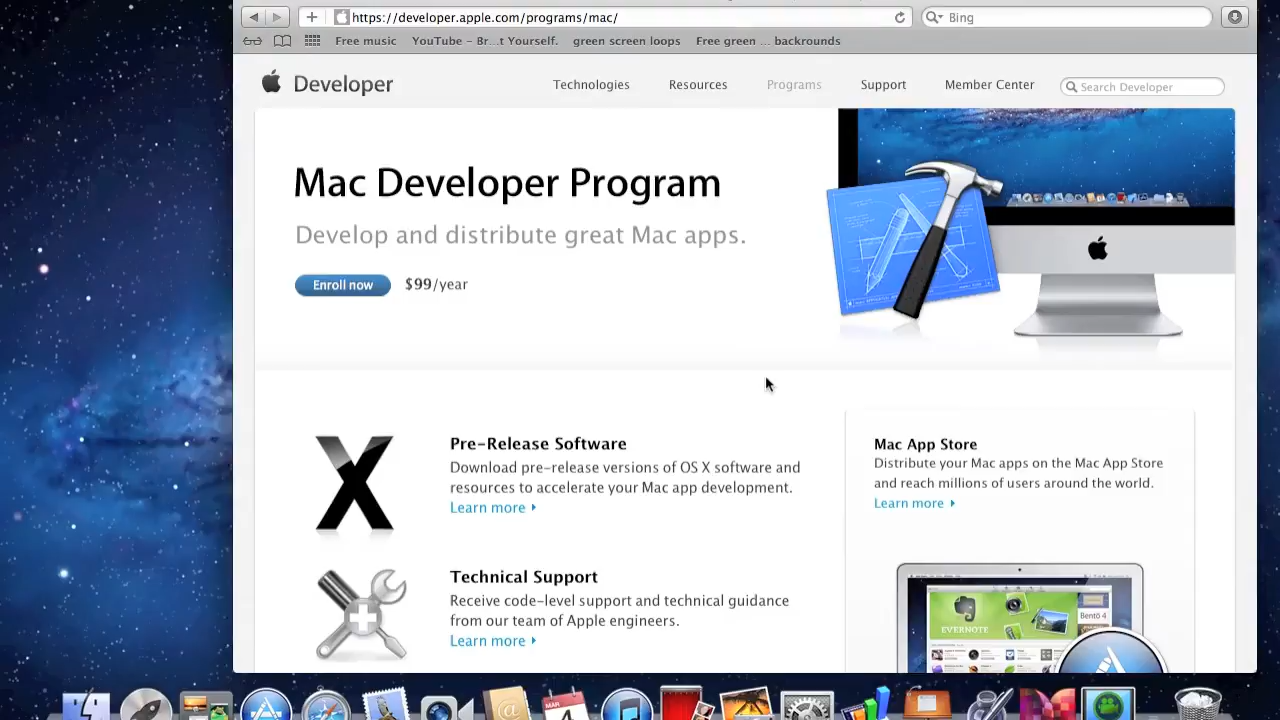 https://developer.apple.com/programs/mac/
Bing
Free music YouTube - Br...t Yourself. green screen loops Free green ... backrounds
Developer
Technologies Resources Programs Support Member Center Search Developer
Mac Developer Program
Develop and distribute great Mac apps.
Enroll now $99/year
Pre-Release Software
Download pre-release versions of OS X software and
resources to accelerate your Mac app development.
Learn more
Technical Support
Receive code-level support and technical guidance
from our team of Apple engineers.
Learn more
Mac App Store
Distribute your Mac apps on the Mac App Store
and reach millions of users around the world.
Learn more
EVERNOTE
Bento 4
MAR
4